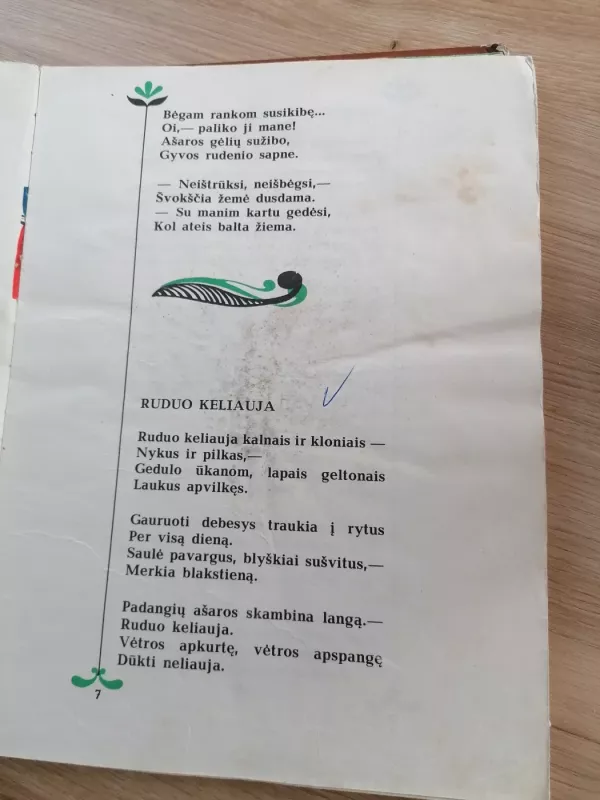 Bėgam rankom susikibę...
Oi,— paliko ji mane!
Ašaros gėlių sužibo,
Gyvos rudenio sapne.
— Neištrūksi, neišbėgsi,—
Švokščia žemė dusdama.
— Su manim kartu gedėsi,
Kol ateis balta žiema.
RUDUO KELIAUJA
Ruduo keliauja kalnais ir kloniais —
Nykus ir pilkas,—
Gedulo ūkanom, lapais geltonais
Laukus apvilkęs.
Gauruoti debesys traukia į rytus
Per visą dieną.
Saulė pavargus, blyškiai sušvitus,—
Merkia blakstieną.
Padangių ašaros skambina langą.—
Ruduo keliauja.
Vėtros apkurtę, vėtros apspangę
Dūkti neliauja.
7